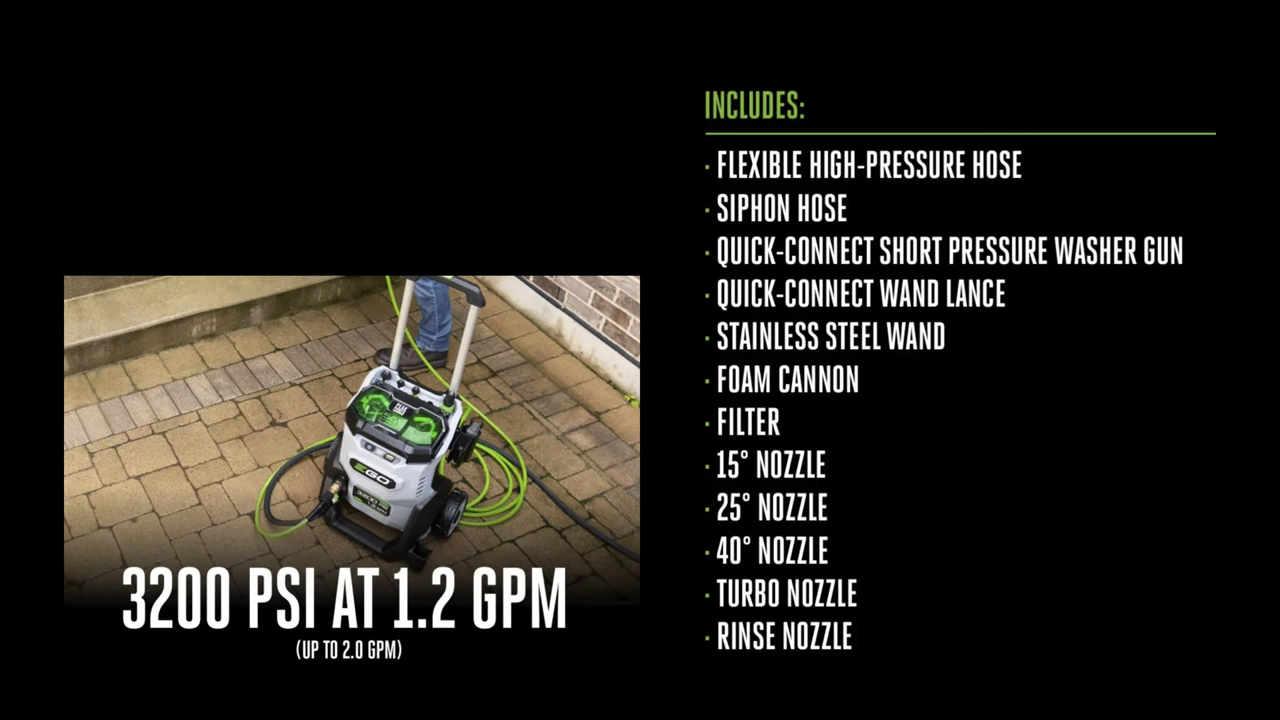 INCLUDES:
· FLEXIBLE HIGH-PRESSURE HOSE
· SIPHON HOSE
· QUICK-CONNECT SHORT PRESSURE WASHER GUN
· QUICK-CONNECT WAND LANCE
· STAINLESS STEEL WAND
· FOAM CANNON
· FILTER
· 15° NOZZLE
· 25° NOZZLE
· 40° NOZZLE
· TURBO NOZZLE
· RINSE NOZZLE
EGO
3200 PSI
3200 PSI AT 1.2 GPM
(UP TO 2.0 GPM)